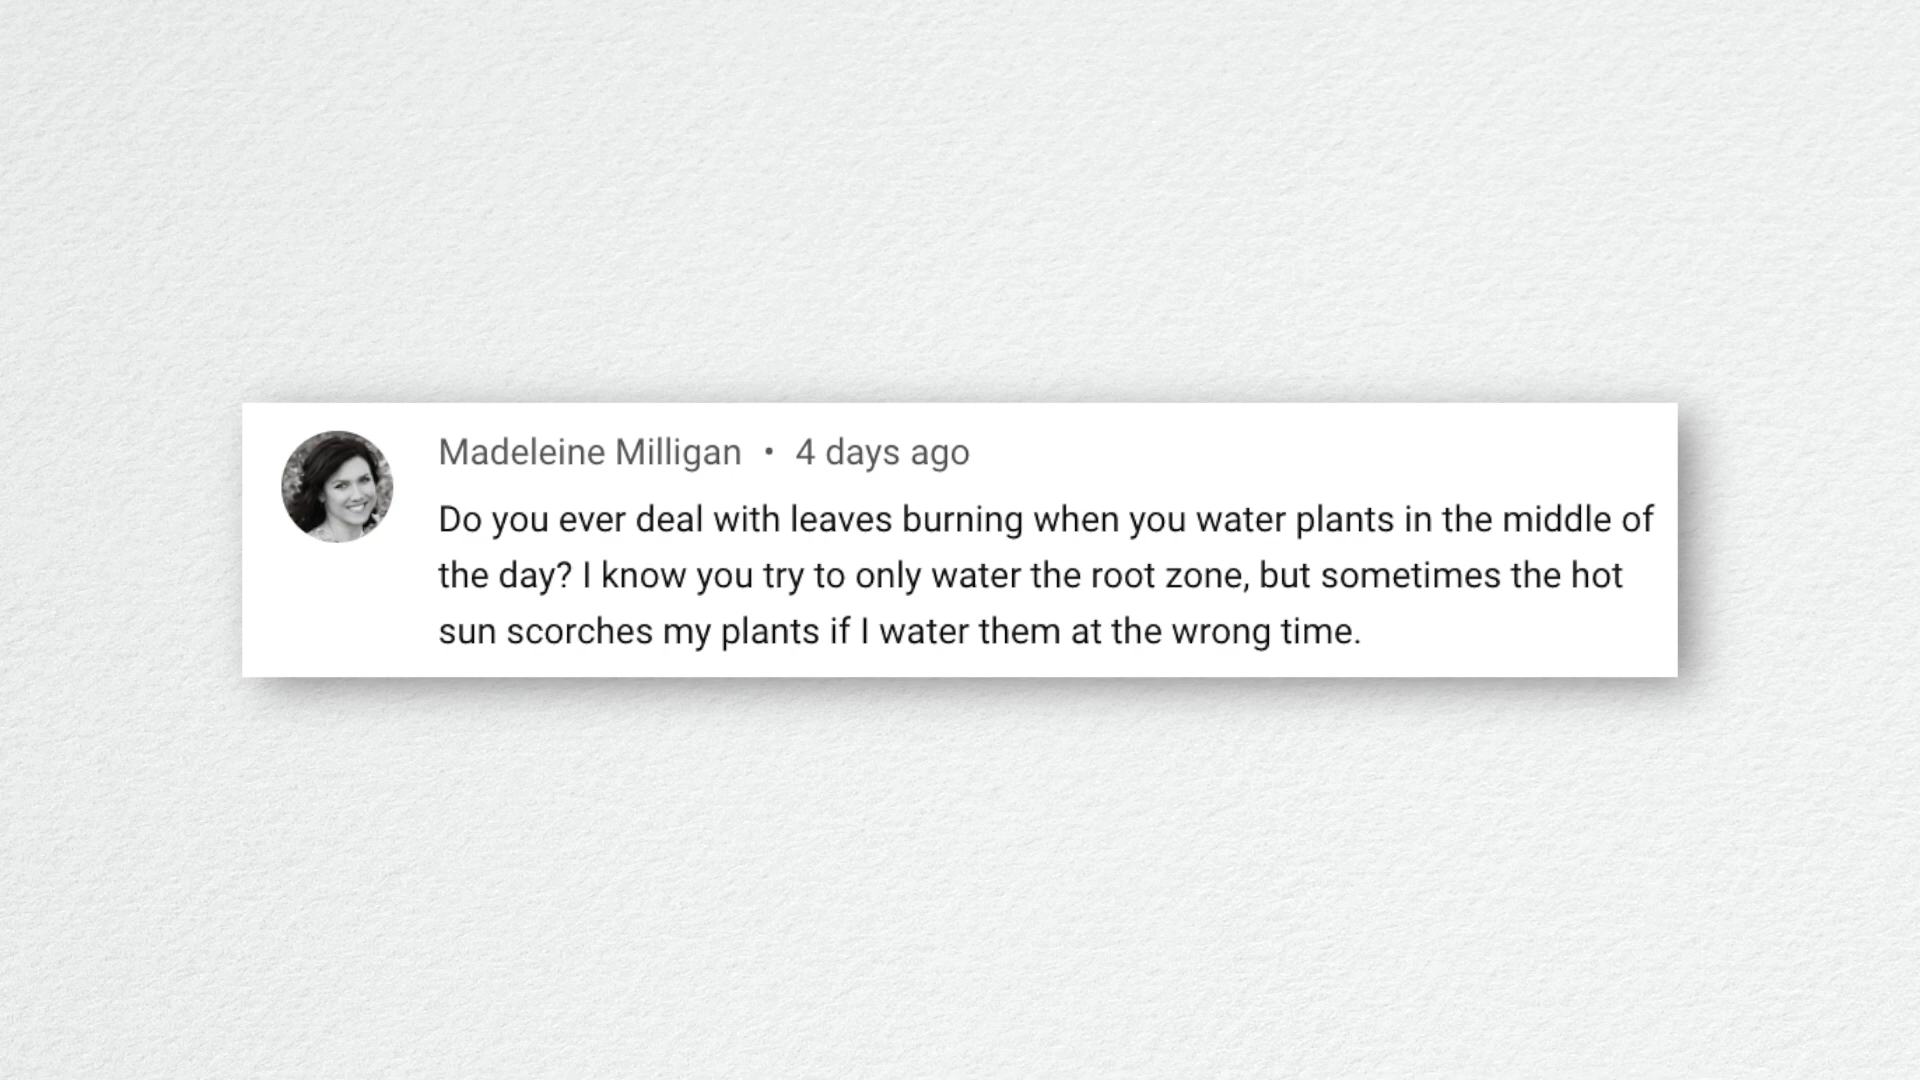 Madeleine Milligan • 4 days ago
Do you ever deal with leaves burning when you water plants in the middle of
the day? I know you try to only water the root zone, but sometimes the hot
sun scorches my plants if I water them at the wrong time.